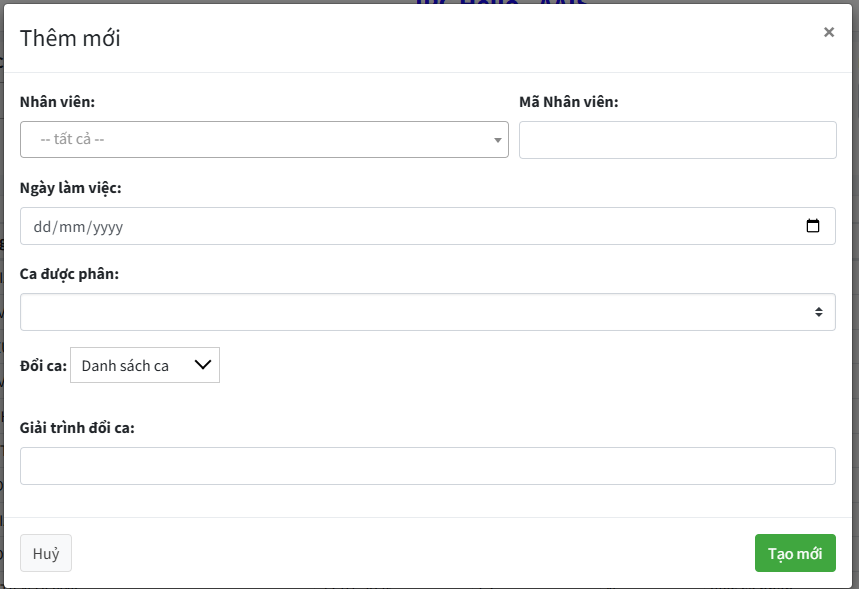 Thêm mới ×
Nhân viên: Mã Nhân viên:
-- tất cả --
Ngày làm việc:
dd/mm/yyyy
Ca được phân:
Đổi ca: Danh sách ca
Giải trình đổi ca:
Huỷ Tạo mới